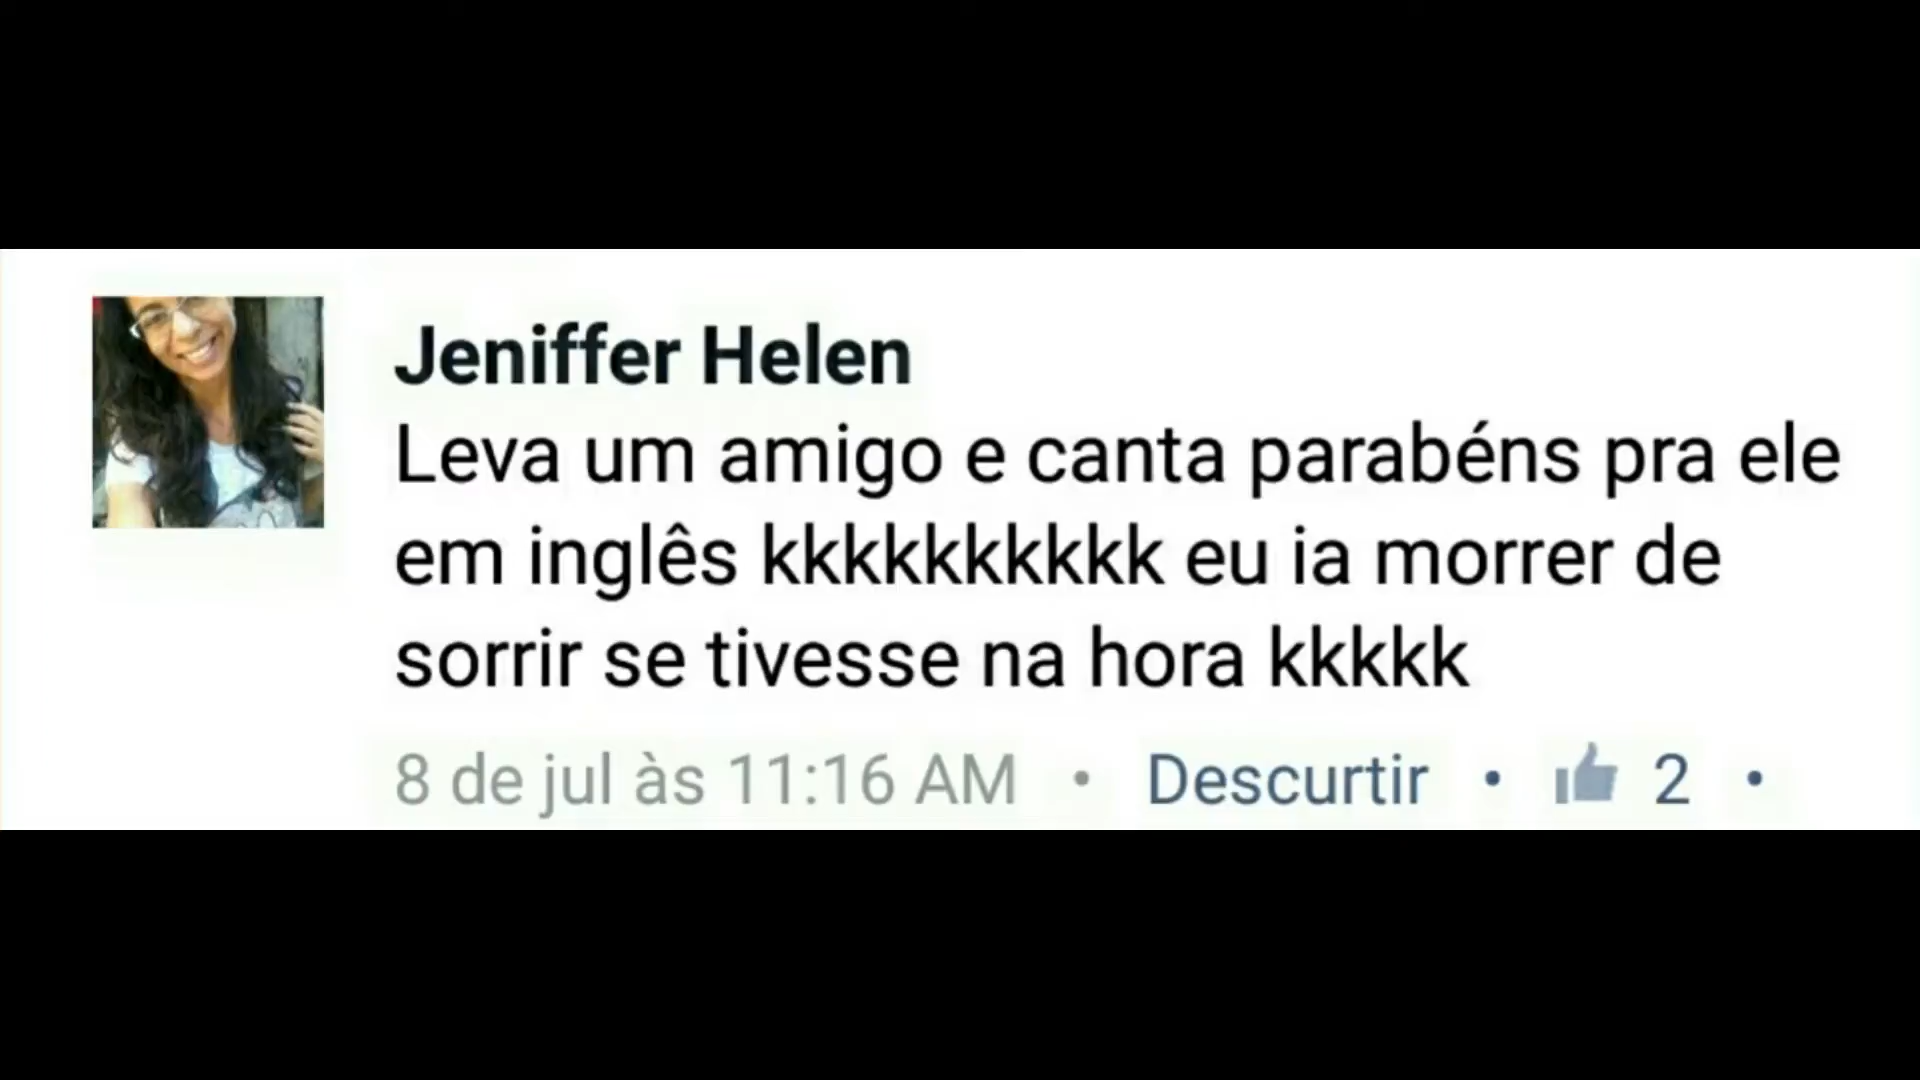 Jeniffer Helen
Leva um amigo e canta parabéns pra ele
em inglês kkkkkkkkkk eu ia morrer de
sorrir se tivesse na hora kkkkk
8 de jul às 11:16 AM • Descurtir • 2 •